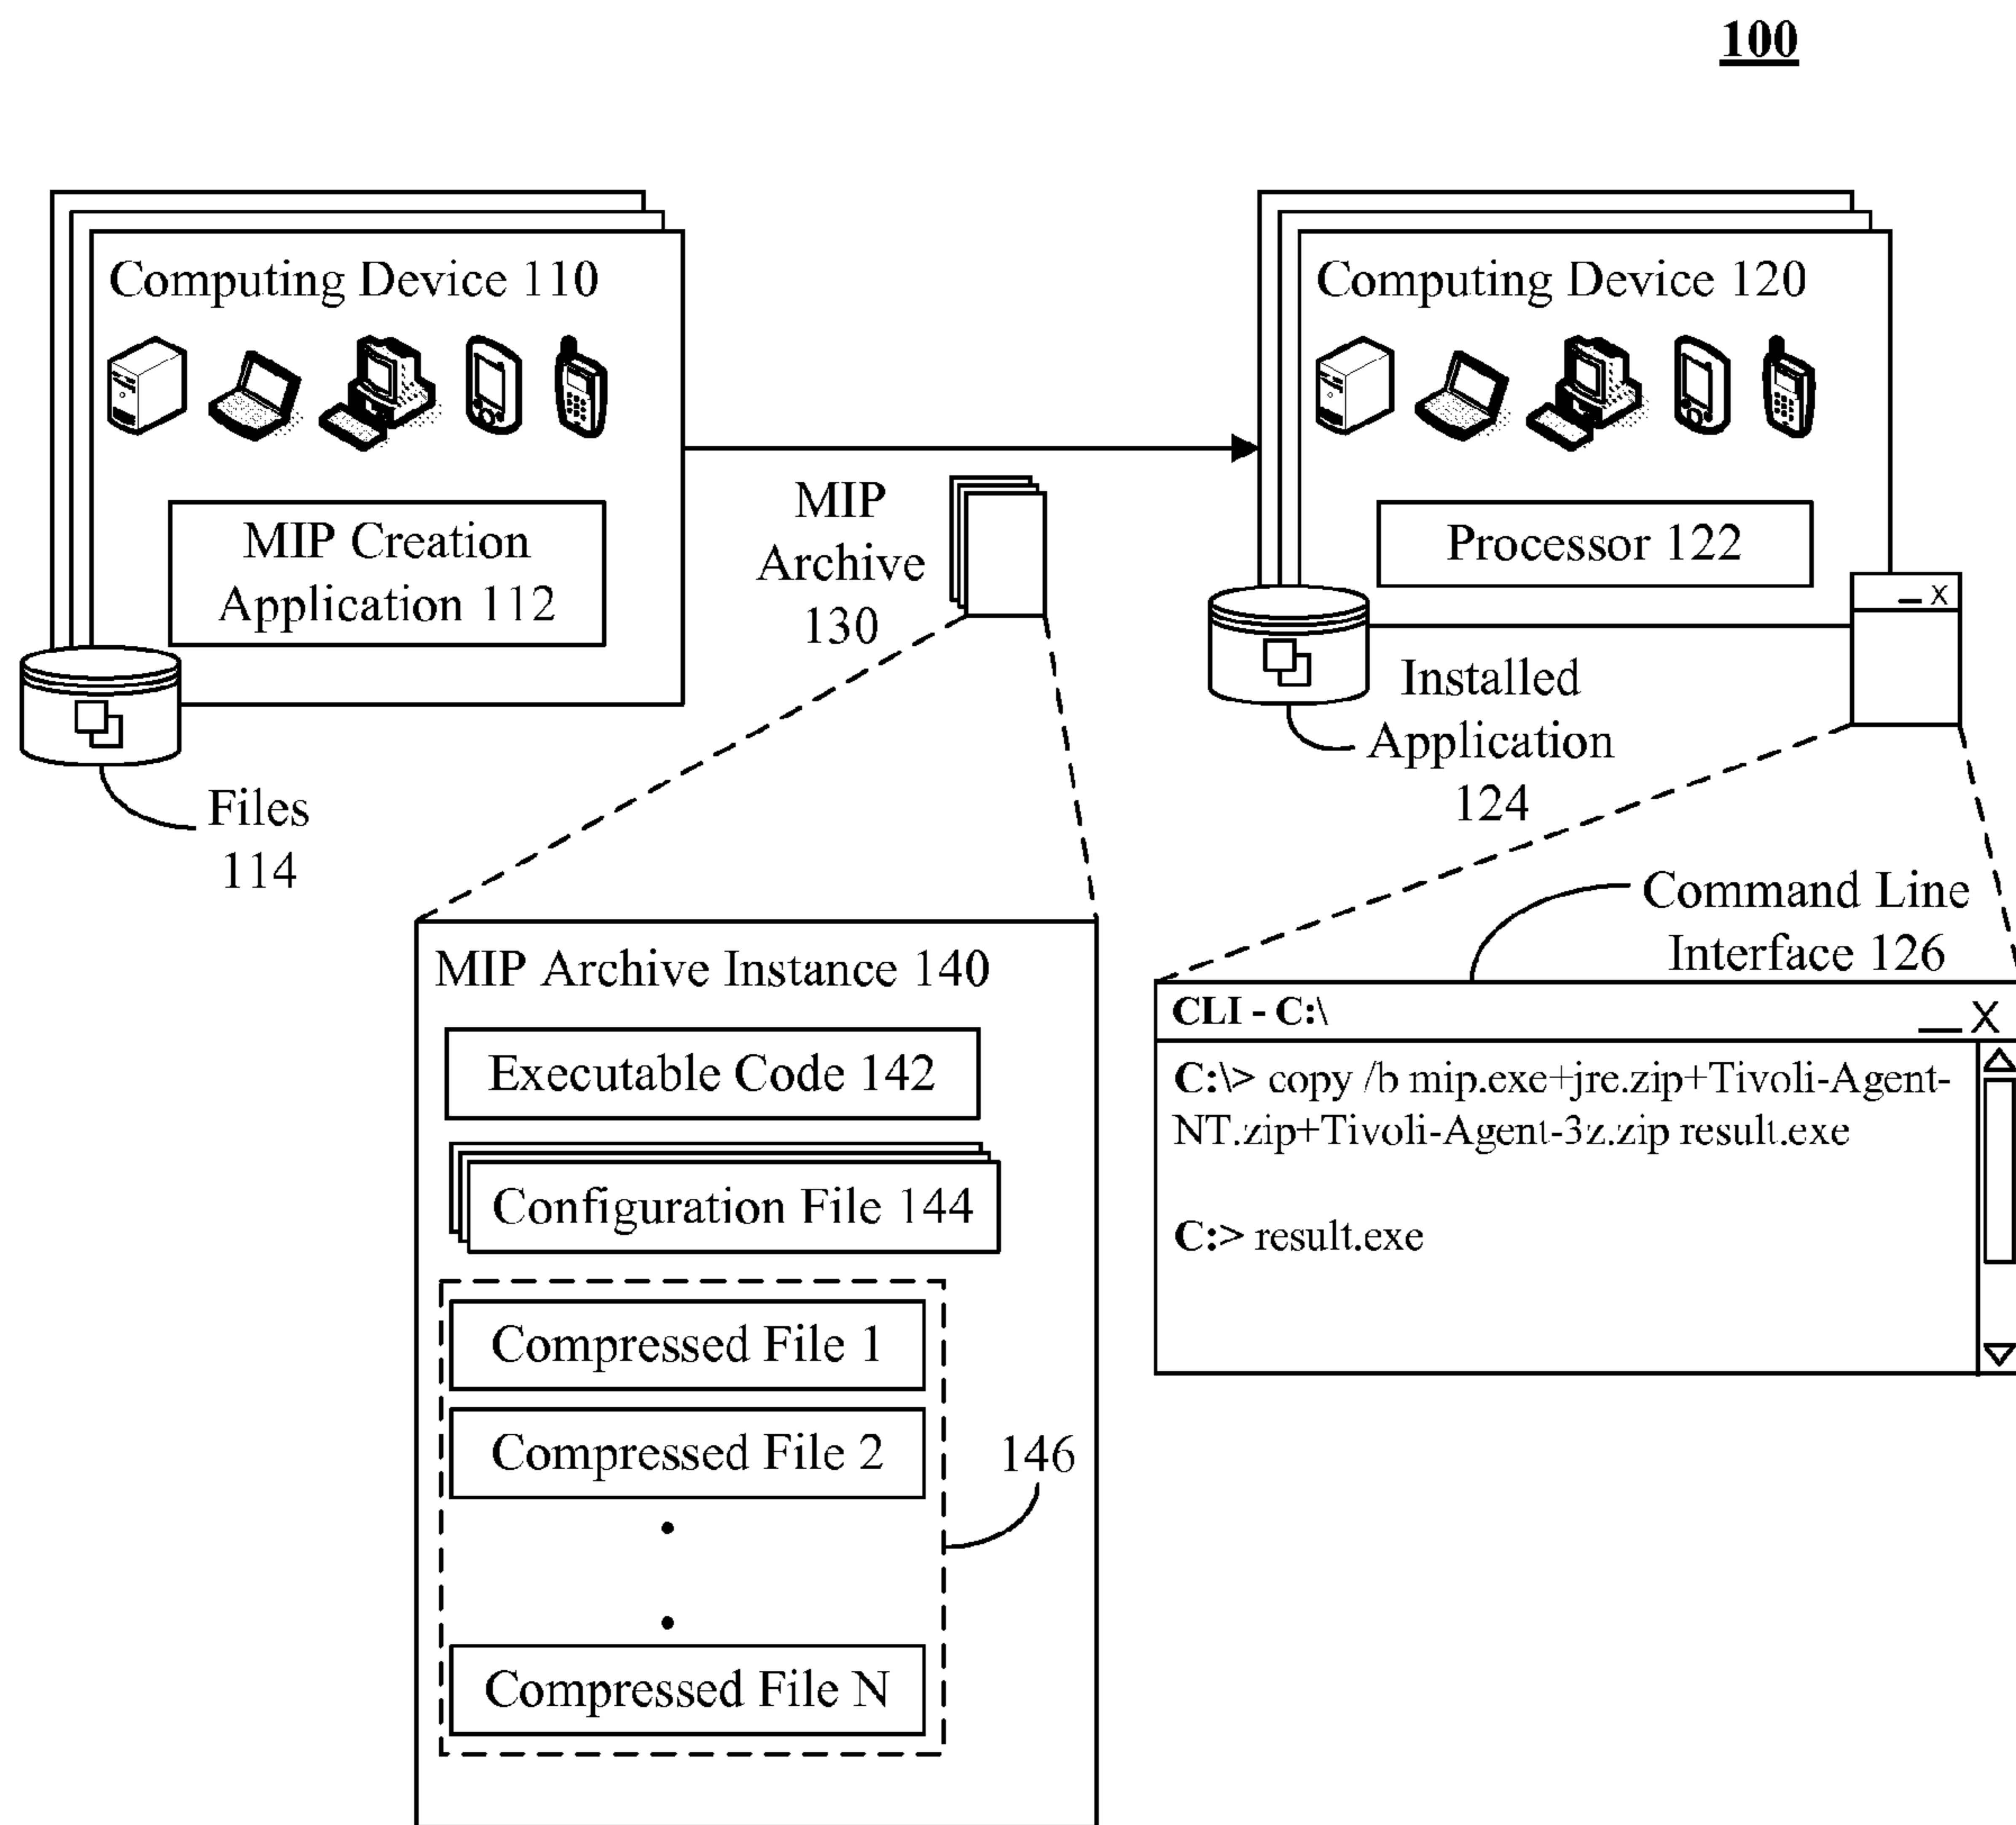 100
Computing Device 110
MIP Creation
Application 112
Files
114
MIP
Archive
130
Computing Device 120
Processor 122
_ X
Installed
Application
124
Command Line
Interface 126
CLI - C:\
_ X
C:\> copy /b mip.exe+jre.zip+Tivoli-Agent-
NT.zip+Tivoli-Agent-3z.zip result.exe
C:> result.exe
MIP Archive Instance 140
Executable Code 142
Configuration File 144
Compressed File 1
Compressed File 2
146
Compressed File N